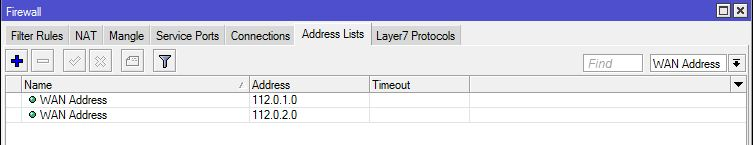 Firewall
Filter Rules NAT Mangle Service Ports Connections Address Lists Layer7 Protocols
Find WAN Address
Name Address Timeout
WAN Address 112.0.1.0
WAN Address 112.0.2.0